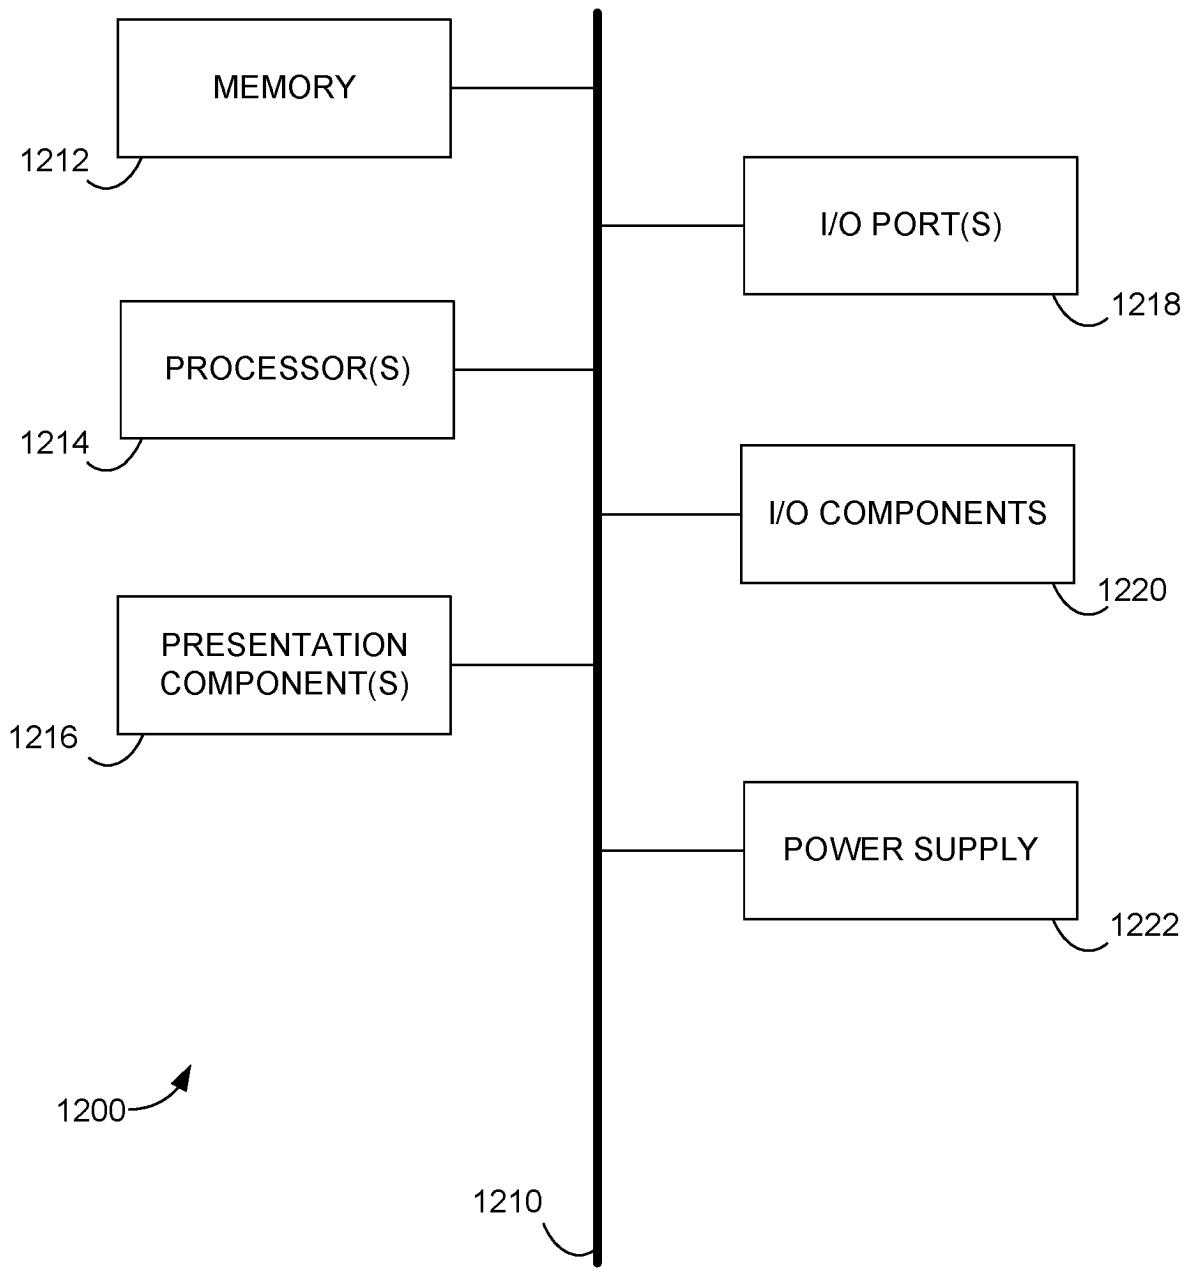 MEMORY
1212
I/O PORT(S)
1218
PROCESSOR(S)
1214
I/O COMPONENTS
1220
PRESENTATION
COMPONENT(S)
1216
POWER SUPPLY
1222
1200
1210